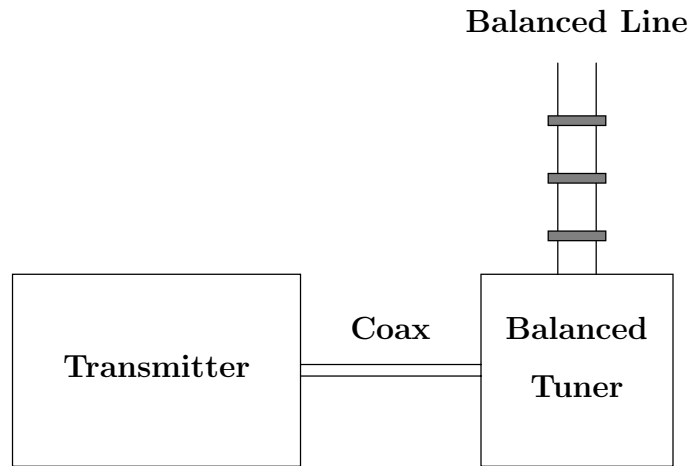 Balanced Line
Coax
Transmitter
Balanced
Tuner